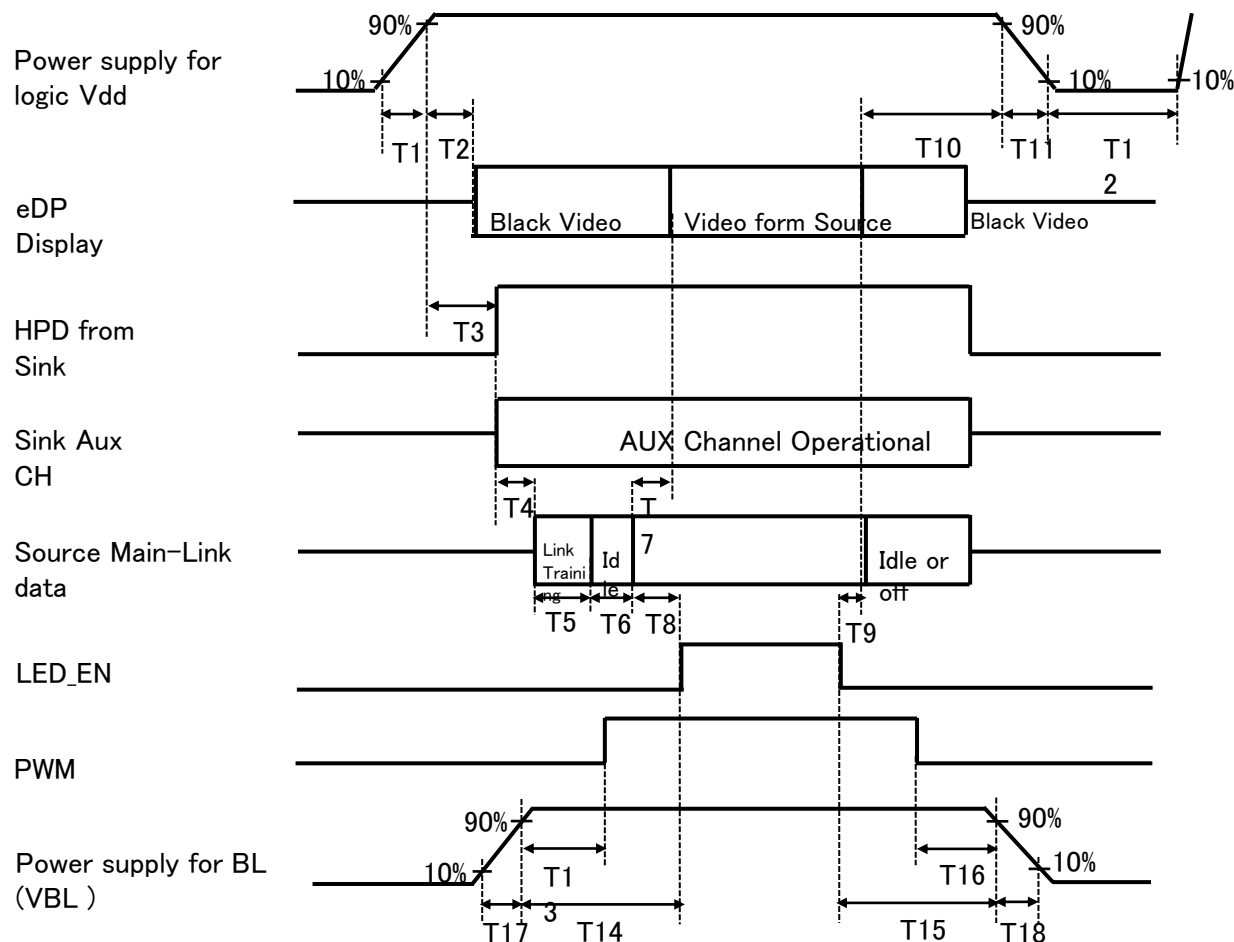 90%
90%
Power supply for
logic Vdd
10%
10%
10%
T1
T2
T10
T11
T1
2
eDP
Display
Black Video
Video form Source
Black Video
HPD from
Sink
T3
Sink Aux
CH
AUX Channel Operational
T4
T
7
Source Main-Link
data
Link
Traini
ng
Id
le
Idle or
off
T5
T6
T8
T9
LED_EN
PWM
90%
90%
Power supply for BL
(VBL )
10%
10%
T1
3
T16
T17
T14
T15
T18